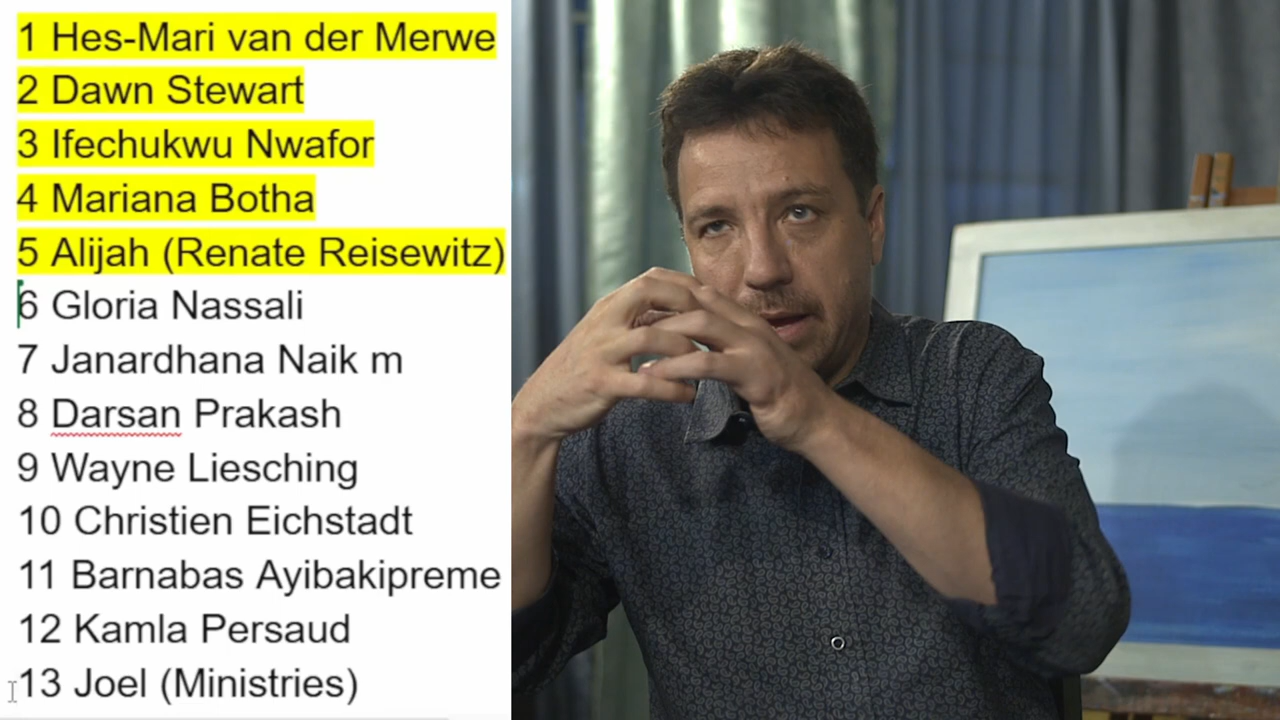 1 Hes-Mari van der Merwe
2 Dawn Stewart
3 Ifechukwu Nwafor
4 Mariana Botha
5 Alijah (Renate Reisewitz)
6 Gloria Nassali
7 Janardhana Naik m
8 Darsan Prakash
9 Wayne Liesching
10 Christien Eichstadt
11 Barnabas Ayibakipreme
12 Kamla Persaud
13 Joel (Ministries)